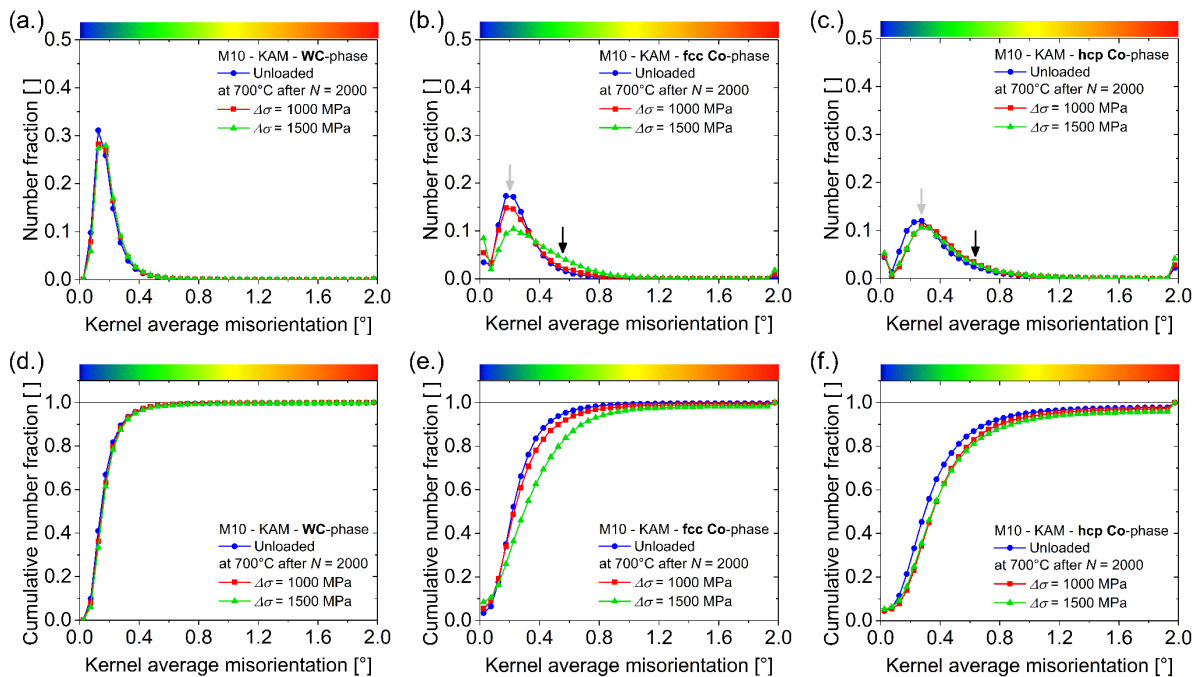 (a.)
0.5
0.4
0.3
0.2
0.1
0.0
0.0 0.4 0.8 1.2 1.6 2.0
Number fraction [ ]
Kernel average misorientation [°]
M10 - KAM - WC-phase
Unloaded
at 700°C after N = 2000
Δσ = 1000 MPa
Δσ = 1500 MPa
(b.)
0.5
0.4
0.3
0.2
0.1
0.0
0.0 0.4 0.8 1.2 1.6 2.0
Number fraction [ ]
Kernel average misorientation [°]
M10 - KAM - fcc Co-phase
Unloaded
at 700°C after N = 2000
Δσ = 1000 MPa
Δσ = 1500 MPa
(c.)
0.5
0.4
0.3
0.2
0.1
0.0
0.0 0.4 0.8 1.2 1.6 2.0
Number fraction [ ]
Kernel average misorientation [°]
M10 - KAM - hcp Co-phase
Unloaded
at 700°C after N = 2000
Δσ = 1000 MPa
Δσ = 1500 MPa
(d.)
1.0
0.8
0.6
0.4
0.2
0.0
0.0 0.4 0.8 1.2 1.6 2.0
Cumulative number fraction [ ]
Kernel average misorientation [°]
M10 - KAM - WC-phase
Unloaded
at 700°C after N = 2000
Δσ = 1000 MPa
Δσ = 1500 MPa
(e.)
1.0
0.8
0.6
0.4
0.2
0.0
0.0 0.4 0.8 1.2 1.6 2.0
Cumulative number fraction [ ]
Kernel average misorientation [°]
M10 - KAM - fcc Co-phase
Unloaded
at 700°C after N = 2000
Δσ = 1000 MPa
Δσ = 1500 MPa
(f.)
1.0
0.8
0.6
0.4
0.2
0.0
0.0 0.4 0.8 1.2 1.6 2.0
Cumulative number fraction [ ]
Kernel average misorientation [°]
M10 - KAM - hcp Co-phase
Unloaded
at 700°C after N = 2000
Δσ = 1000 MPa
Δσ = 1500 MPa